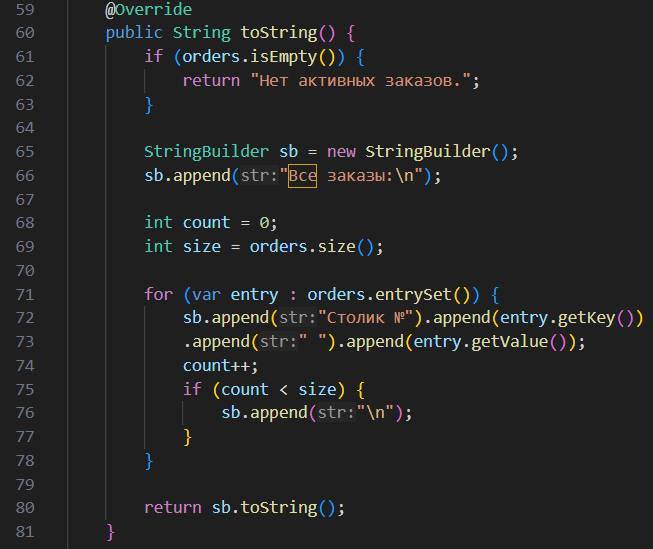 59 @Override
60 public String toString() {
61 if (orders.isEmpty()) {
62 return "Нет активных заказов.";
63 }
64
65 StringBuilder sb = new StringBuilder();
66 sb.append(str:"Все заказы:\n");
67
68 int count = 0;
69 int size = orders.size();
70
71 for (var entry : orders.entrySet()) {
72 sb.append(str:"Столик №").append(entry.getKey())
73 .append(str:" ").append(entry.getValue());
74 count++;
75 if (count < size) {
76 sb.append(str:"\n");
77 }
78 }
79
80 return sb.toString();
81 }